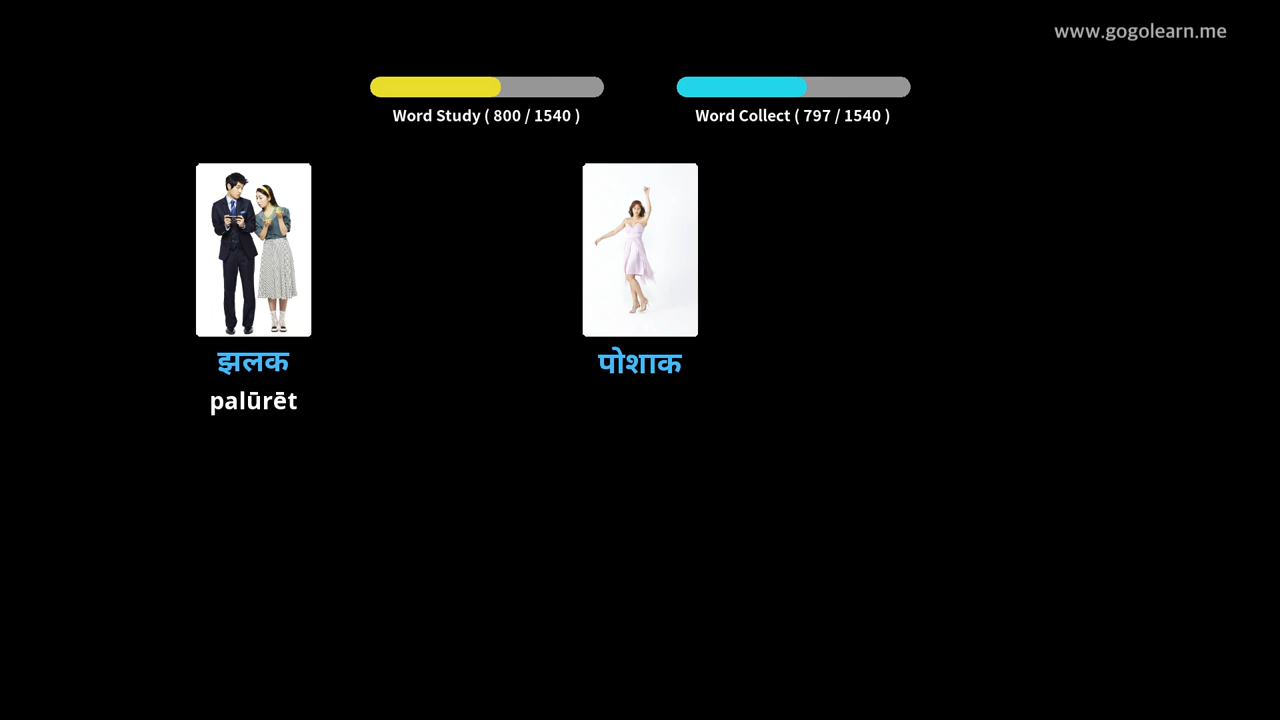 www.gogolearn.me
Word Study ( 800 / 1540 )
Word Collect ( 797 / 1540 )
झलक
palūrēt
पोशाक